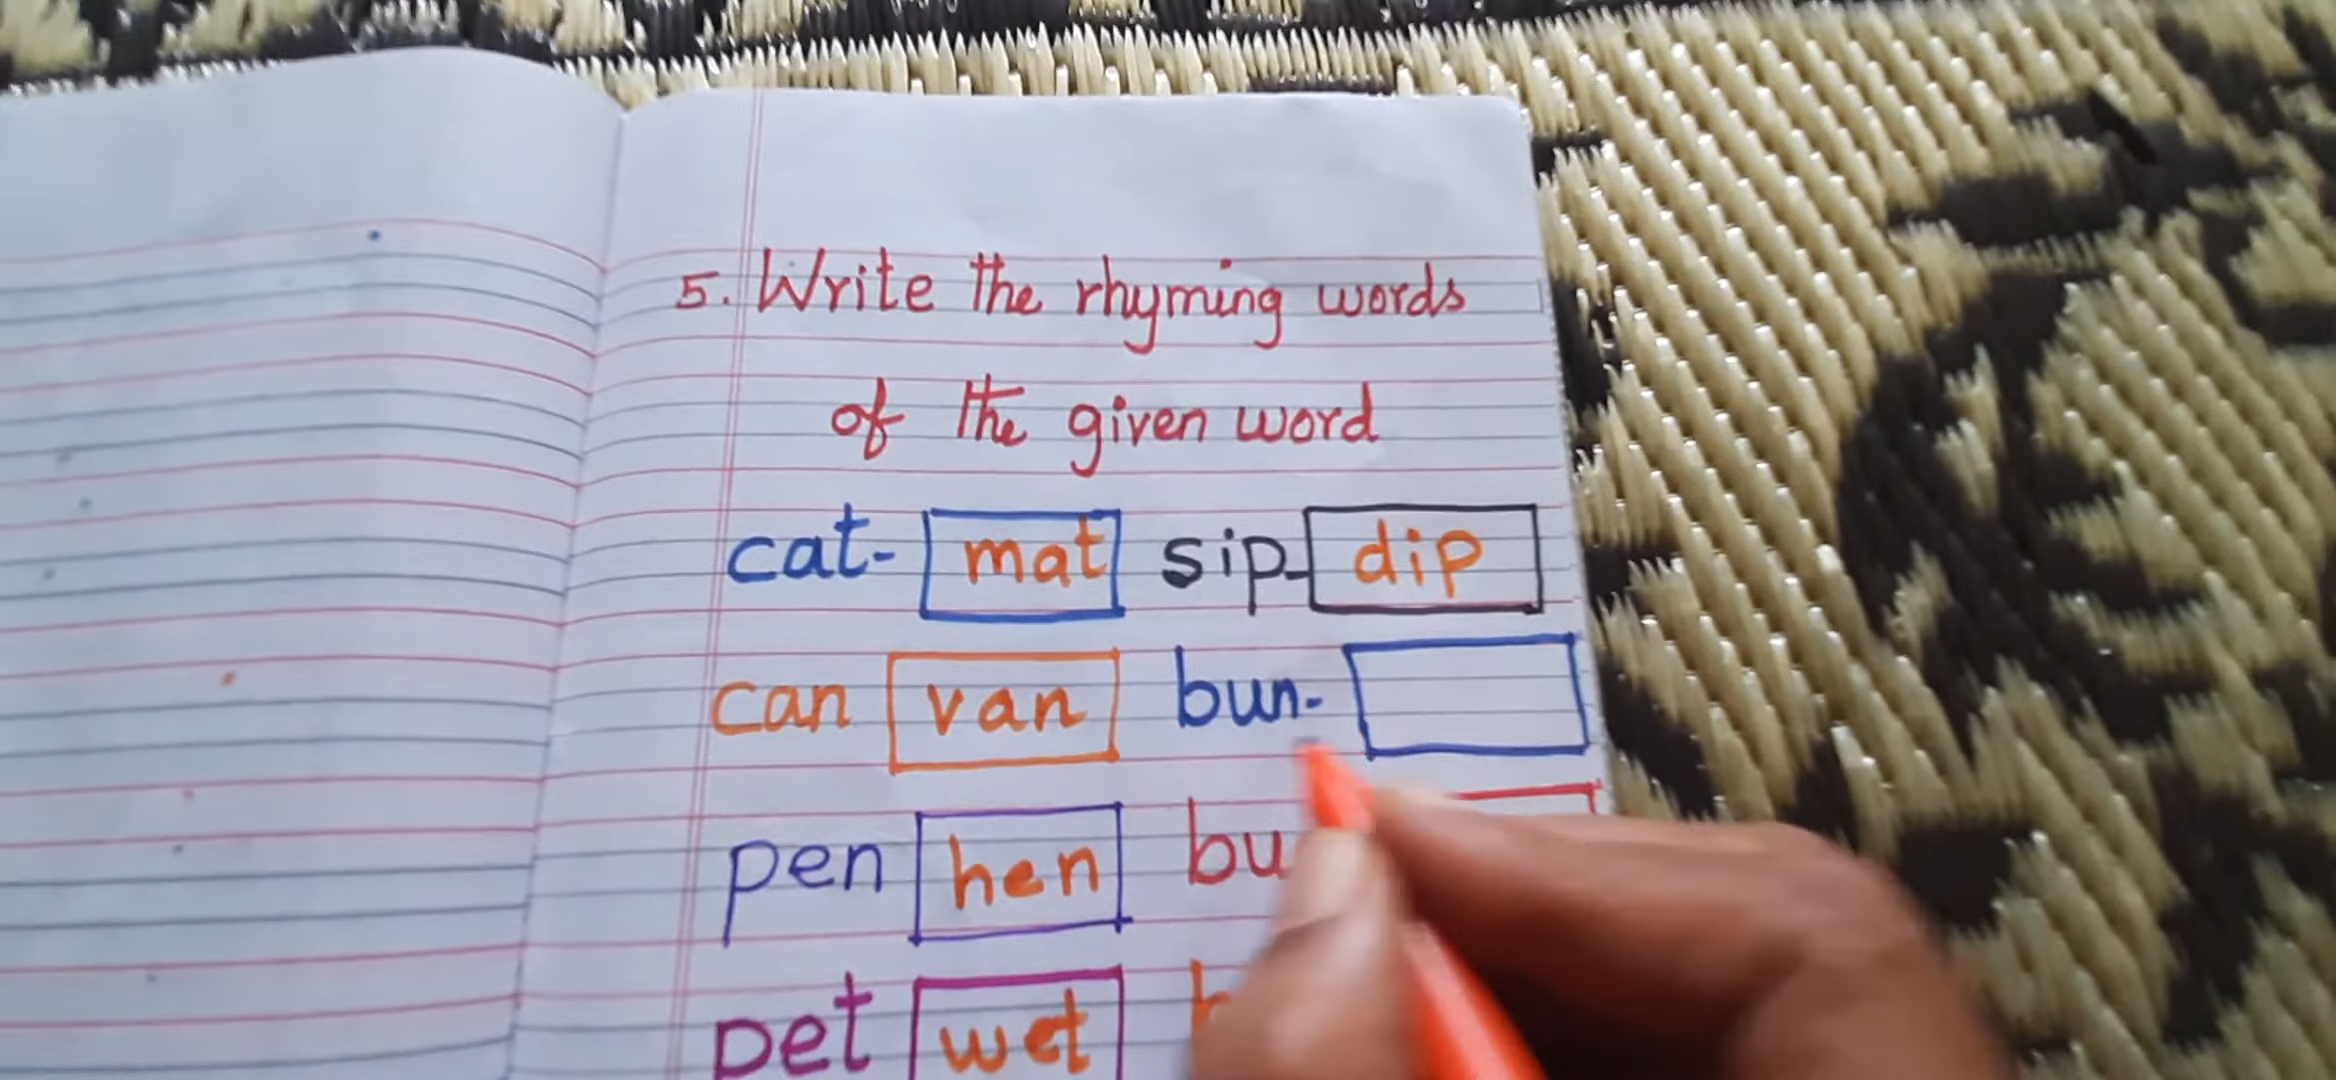 5. Write the rhyming words
of the given word
cat- mat sip- dip
can van bun-
pen hen
pet wet